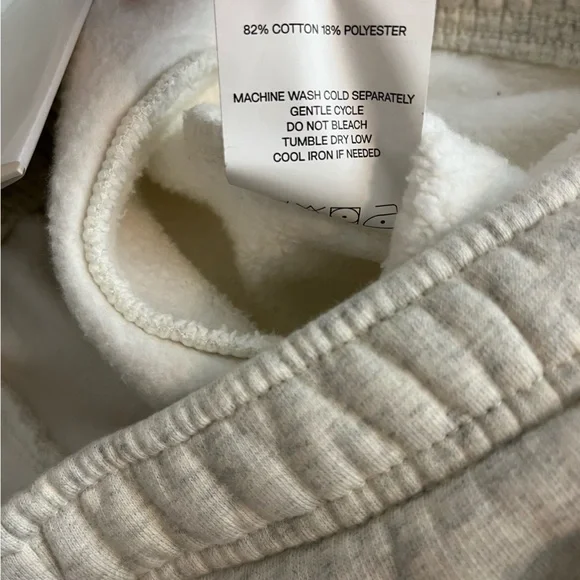 82% COTTON 18% POLYESTER
MACHINE WASH COLD SEPARATELY
GENTLE CYCLE
DO NOT BLEACH
TUMBLE DRY LOW
COOL IRON IF NEEDED